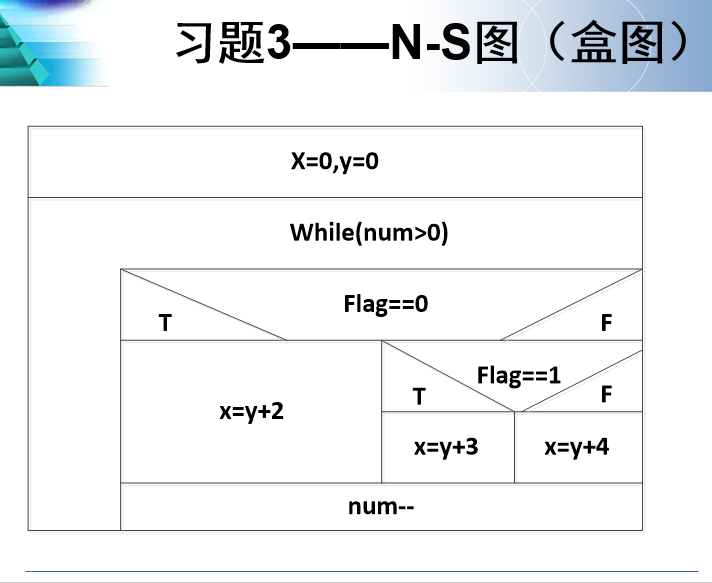 习题3——N-S图（盒图）
X=0,y=0
While(num>0)
Flag==0
T
F
Flag==1
T
F
x=y+2
x=y+3
x=y+4
num--